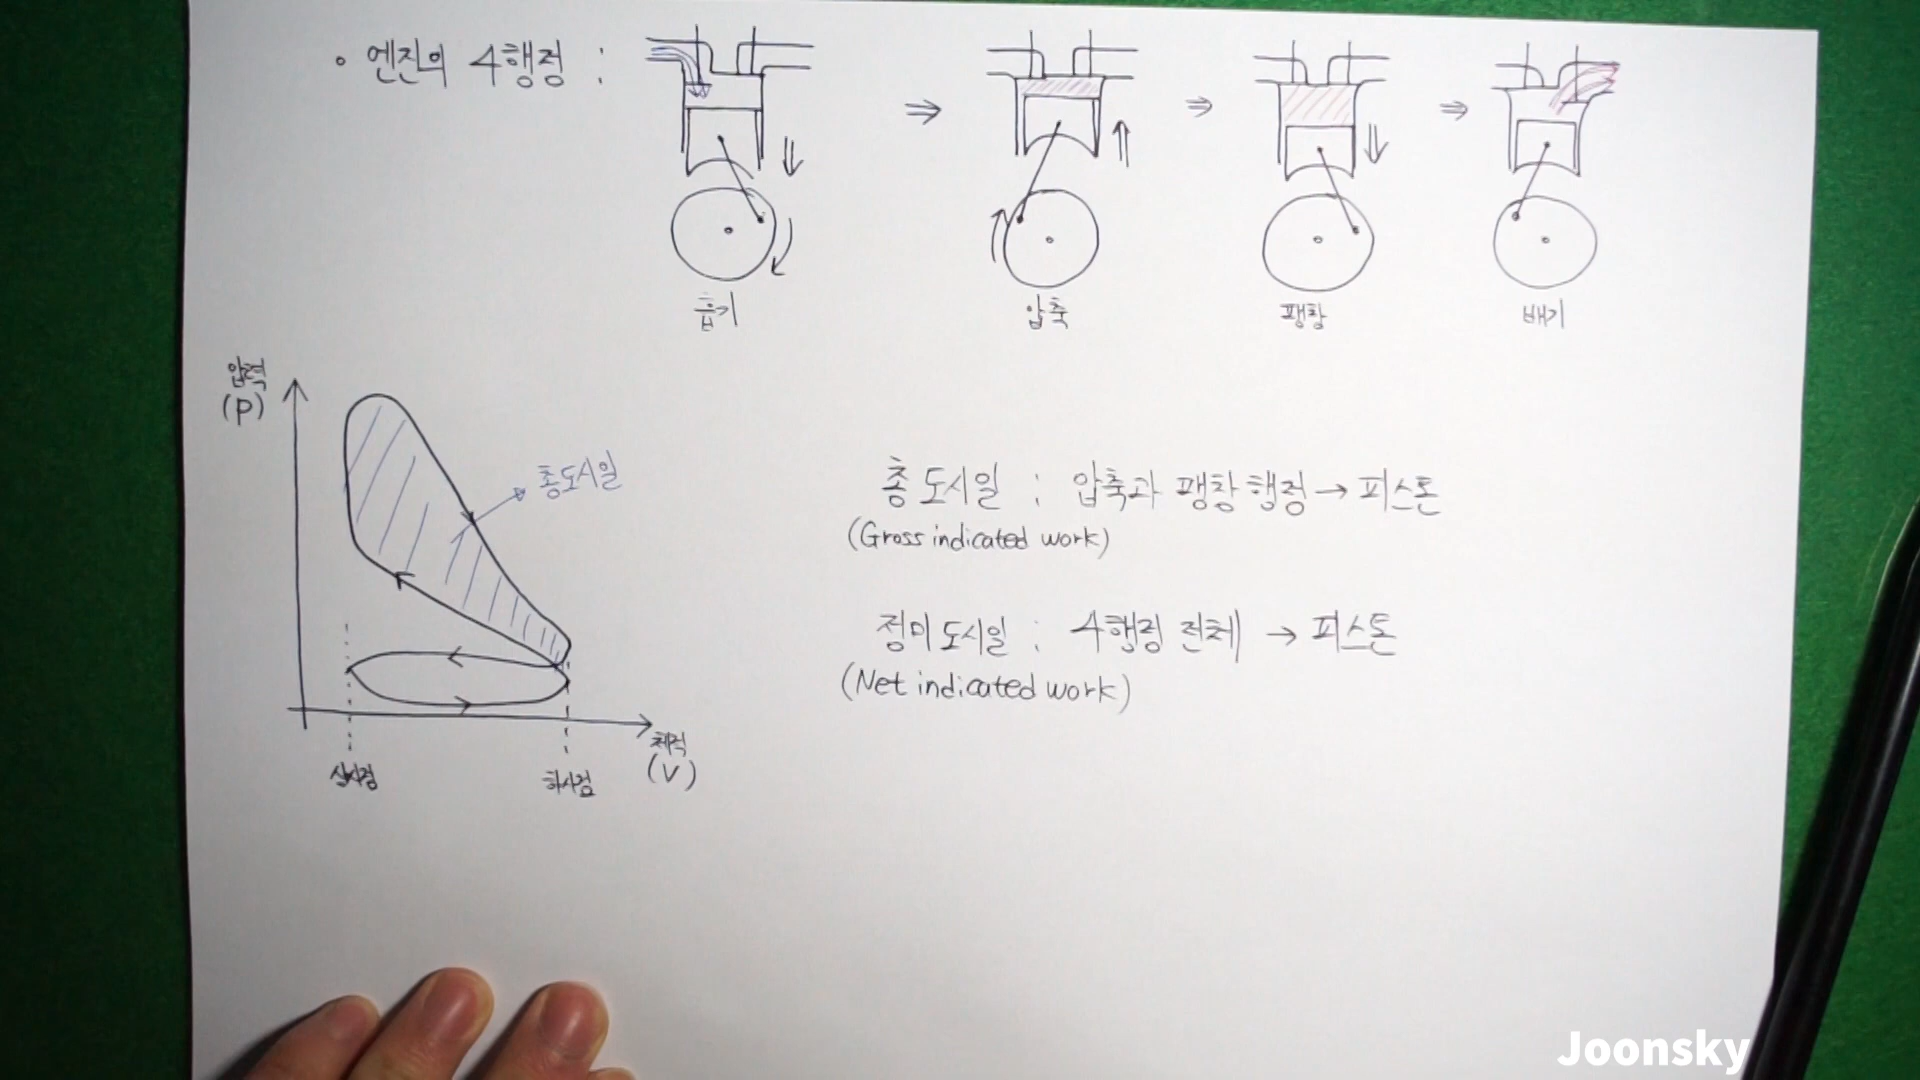 • 엔진의 4행정 :
흡기
압축
팽창
배기
압력
(P)
총도시일
체적
(V)
상사점
하사점
총 도시일 : 압축과 팽창 행정 → 피스톤
(Gross indicated work)
정미 도시일 : 4행정 전체 → 피스톤
(Net indicated work)
Joonsky